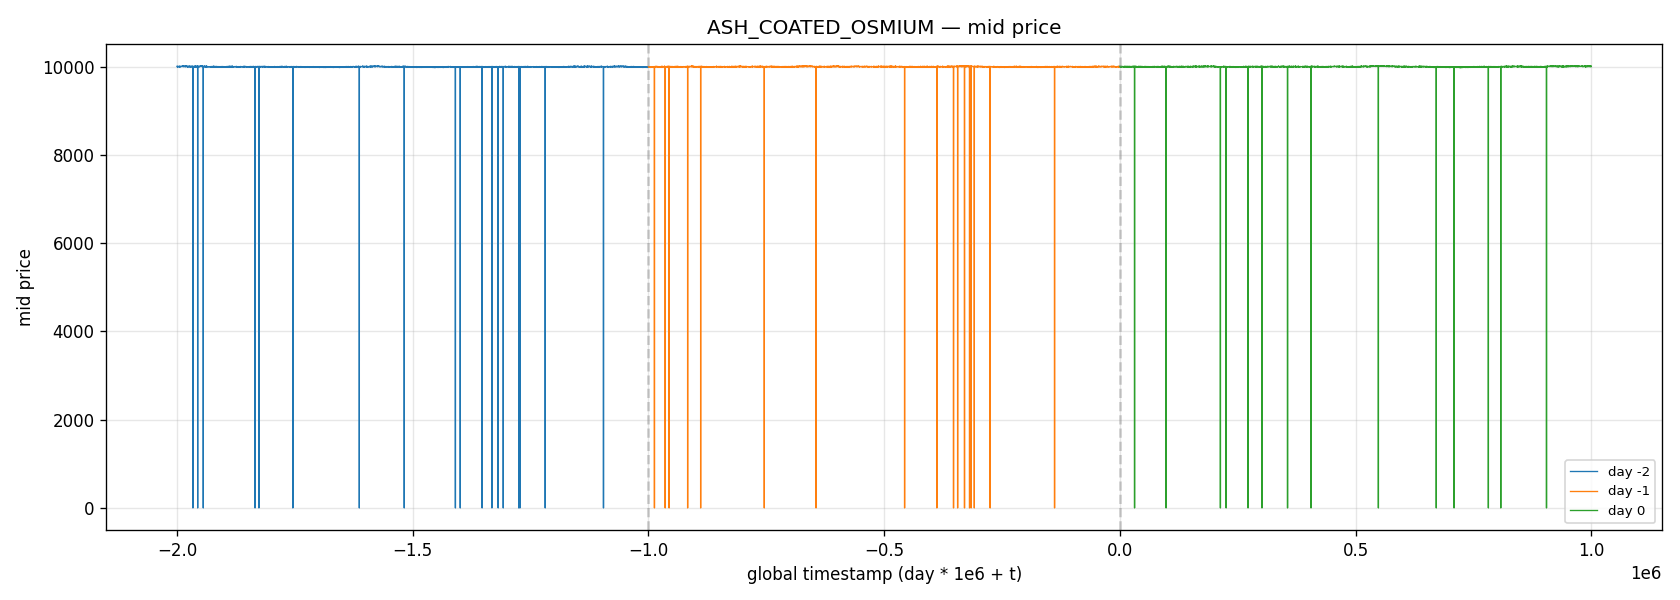 ASH_COATED_OSMIUM — mid price
mid price
10000
8000
6000
4000
2000
0
−2.0 −1.5 −1.0 −0.5 0.0 0.5 1.0
1e6
global timestamp (day * 1e6 + t)
day -2
day -1
day 0